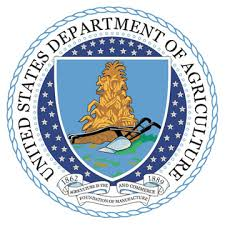 UNITED STATES DEPARTMENT OF AGRICULTURE
1862 1889
AGRICULTURE IS THE AND COMMERCE
FOUNDATION OF MANUFACTURE